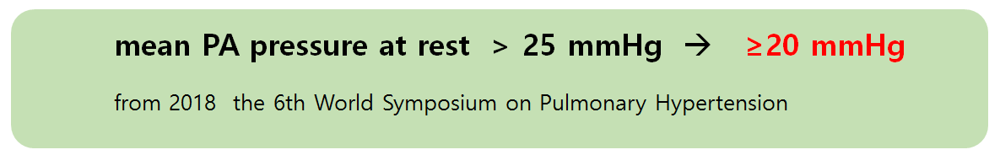 mean PA pressure at rest > 25 mmHg → ≥20 mmHg
from 2018 the 6th World Symposium on Pulmonary Hypertension